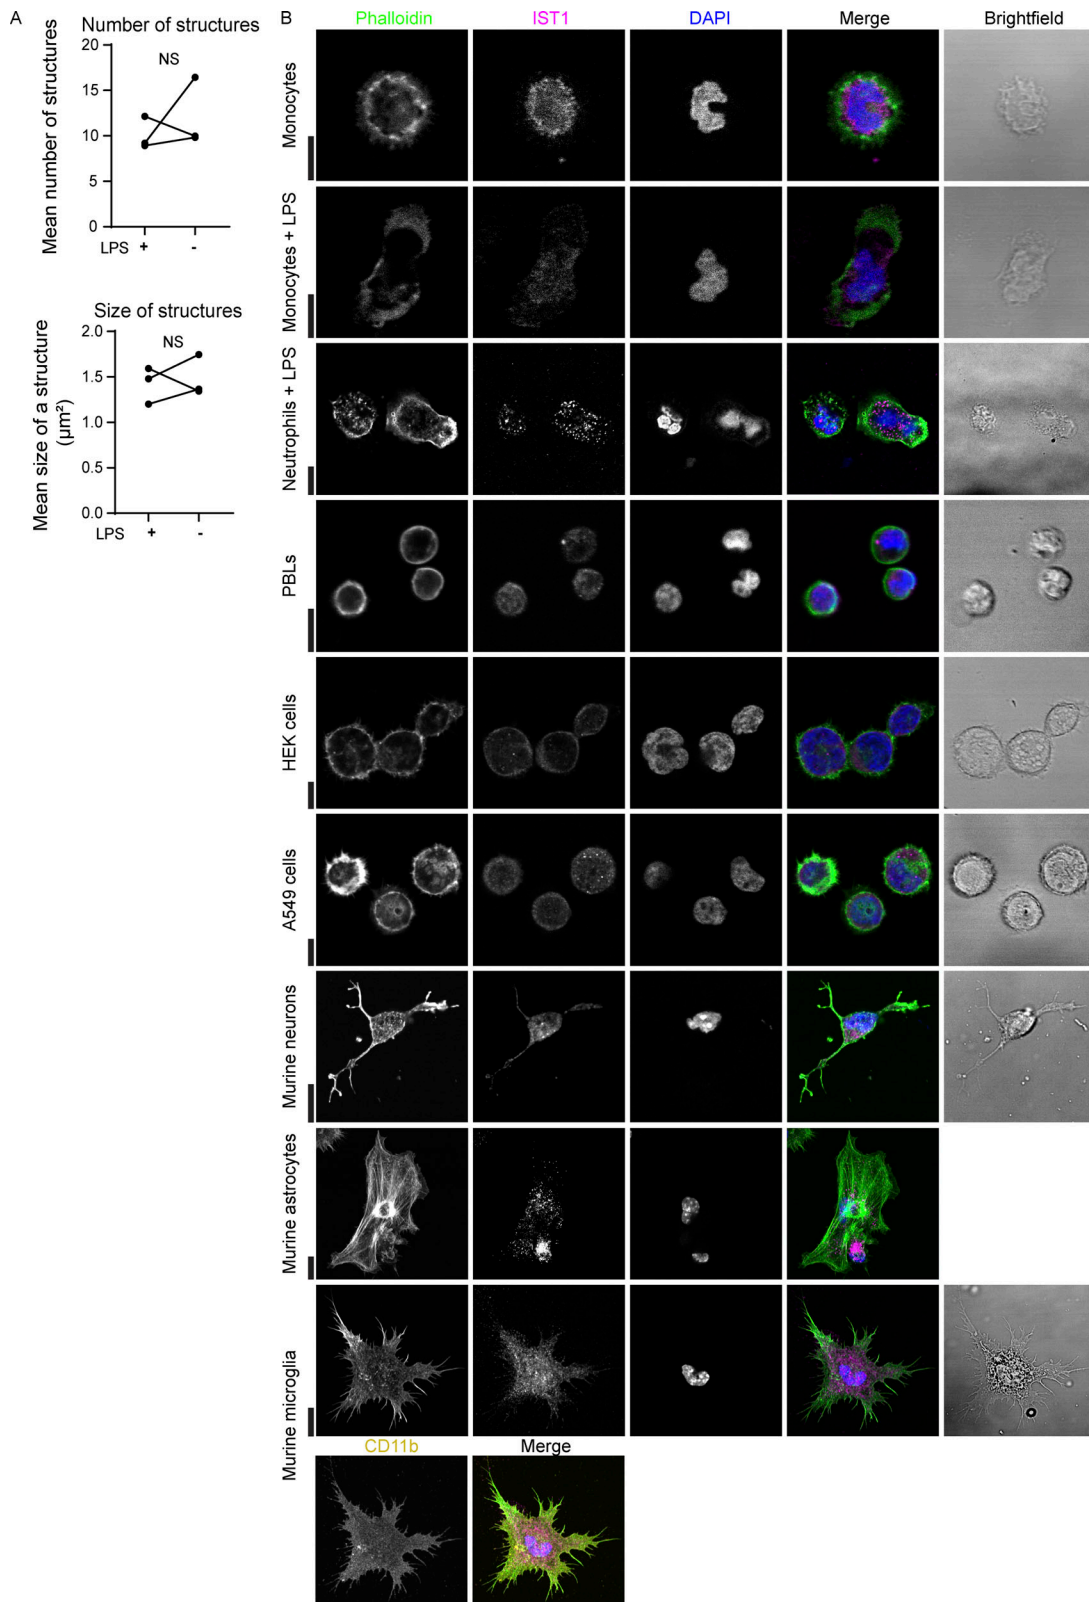 A
Number of structures
Mean number of structures
20
15
10
5
0
NS
LPS
+
-
Size of structures
Mean size of a structure
(µm²)
2.0
1.5
1.0
0.5
0.0
NS
LPS
+
-
B
Phalloidin
IST1
DAPI
Merge
Brightfield
Monocytes
Monocytes + LPS
Neutrophils + LPS
PBLs
HEK cells
A549 cells
Murine neurons
Murine astrocytes
Murine microglia
CD11b
Merge